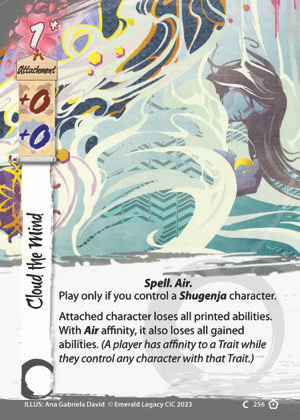 1
Attachment
+0
+0
Cloud the Mind
Spell. Air.
Play only if you control a Shugenja character.
Attached character loses all printed abilities.
With Air affinity, it also loses all gained
abilities. (A player has affinity to a Trait while
they control any character with that Trait.)
ILLUS: Ana Gabriela David © Emerald Legacy CIC 2023
C 256